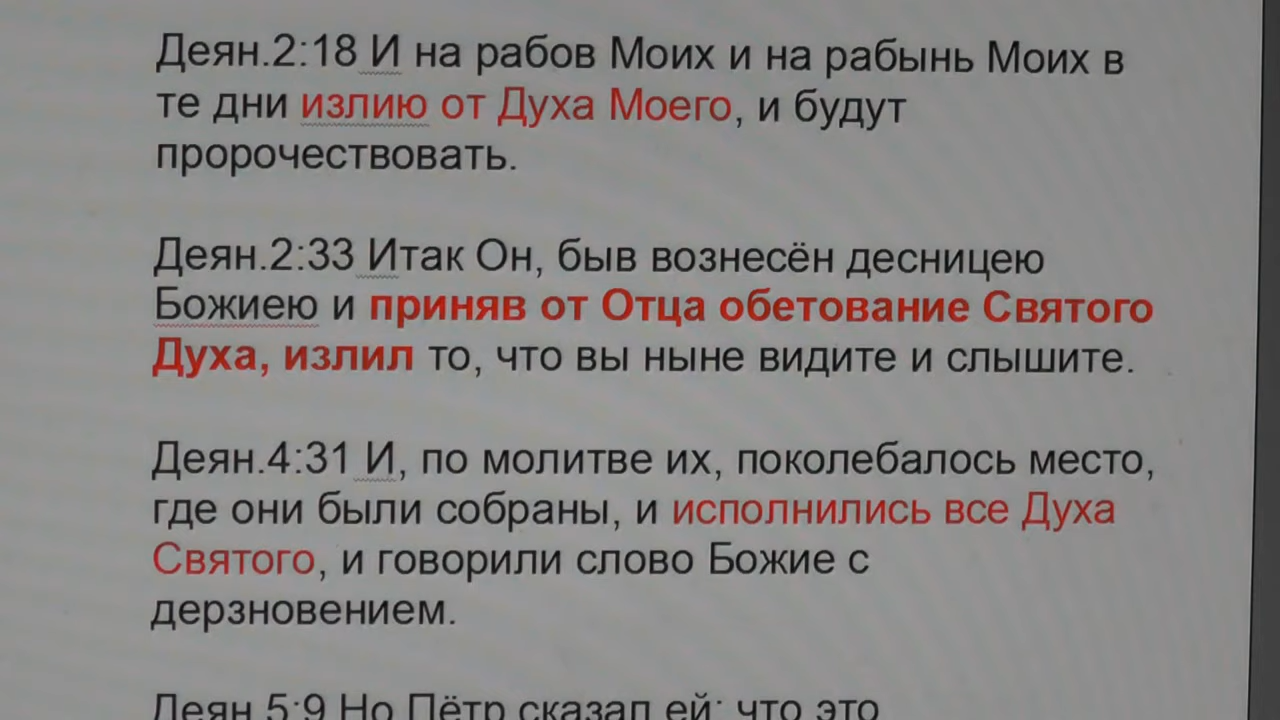 Деян.2:18 И на рабов Моих и на рабынь Моих в
те дни излию от Духа Моего, и будут
пророчествовать.
Деян.2:33 Итак Он, быв вознесён десницею
Божиею и приняв от Отца обетование Святого
Духа, излил то, что вы ныне видите и слышите.
Деян.4:31 И, по молитве их, поколебалось место,
где они были собраны, и исполнились все Духа
Святого, и говорили слово Божие с
дерзновением.
Деян.5:9 Но Пётр сказал ей: что это